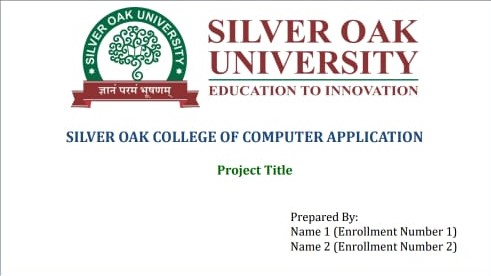 SILVER OAK UNIVERSITY
ज्ञानं परमं भूषणम्
SILVER OAK
UNIVERSITY
EDUCATION TO INNOVATION
SILVER OAK COLLEGE OF COMPUTER APPLICATION
Project Title
Prepared By:
Name 1 (Enrollment Number 1)
Name 2 (Enrollment Number 2)